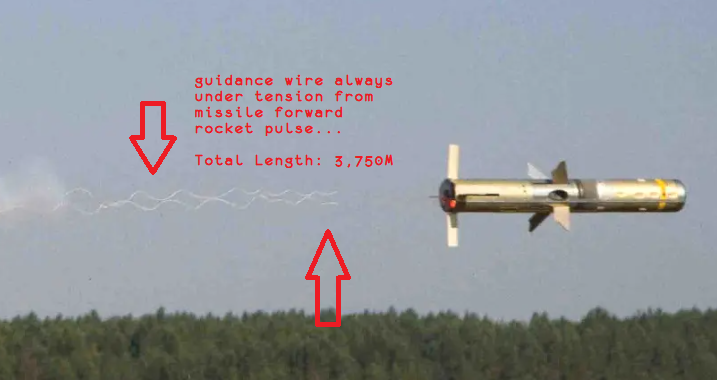 guidance wire always
under tension from
missile forward
rocket pulse...
Total Length: 3,750M